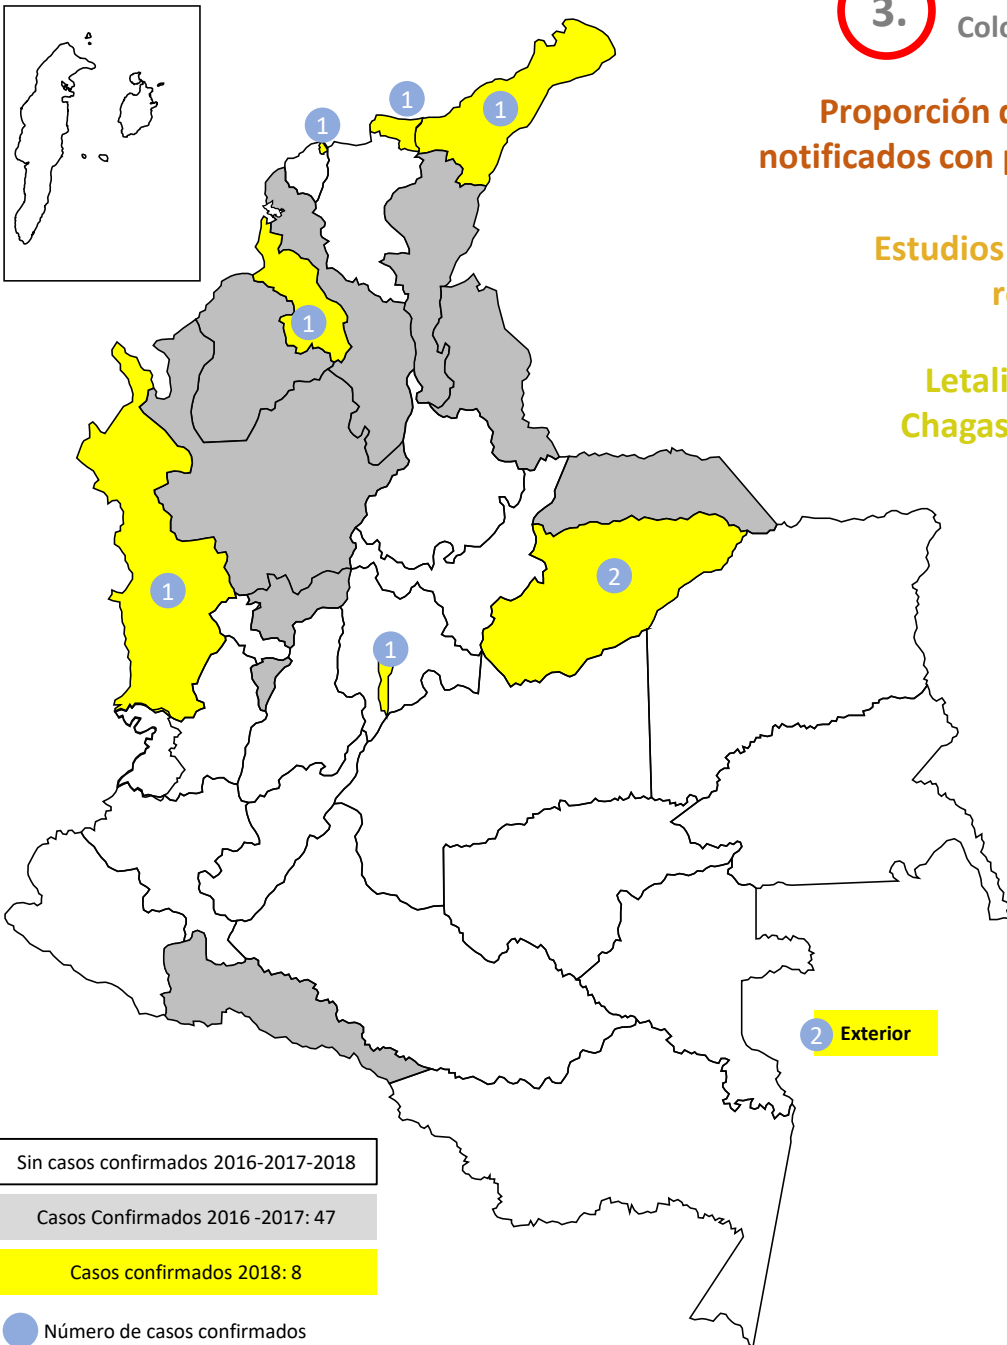 3.
Colo
Proporción d
notificados con p
Estudios
r
Letali
Chagas
1
1
1
1
1
2
1
2 Exterior
Sin casos confirmados 2016-2017-2018
Casos Confirmados 2016 -2017: 47
Casos confirmados 2018: 8
Número de casos confirmados